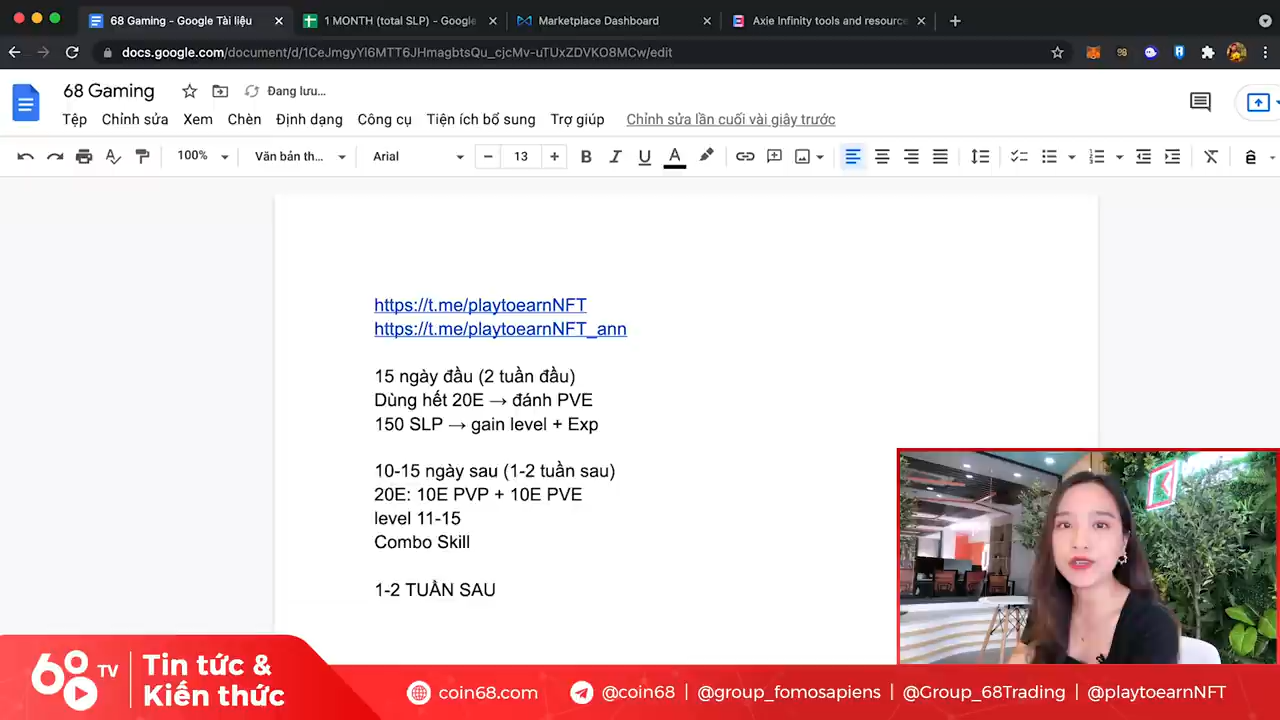 68 Gaming - Google Tài liệu
1 MONTH (total SLP) - Google
Marketplace Dashboard
Axie Infinity tools and resource
docs.google.com/document/d/1CeJmgyYl6MTT6JHmagbtsQu_cjcMv-uTUxZDVKO8MCw/edit
68 Gaming
Đang lưu...
Tệp Chỉnh sửa Xem Chèn Định dạng Công cụ Tiện ích bổ sung Trợ giúp Chỉnh sửa lần cuối vài giây trước
100% Văn bản th... Arial 13 B I U A
https://t.me/playtoearnNFT
https://t.me/playtoearnNFT_ann
15 ngày đầu (2 tuần đầu)
Dùng hết 20E → đánh PVE
150 SLP → gain level + Exp
10-15 ngày sau (1-2 tuần sau)
20E: 10E PVP + 10E PVE
level 11-15
Combo Skill
1-2 TUẦN SAU
68 TV
Tin tức &
Kiến thức
coin68.com @coin68 | @group_fomosapiens | @Group_68Trading | @playtoearnNFT